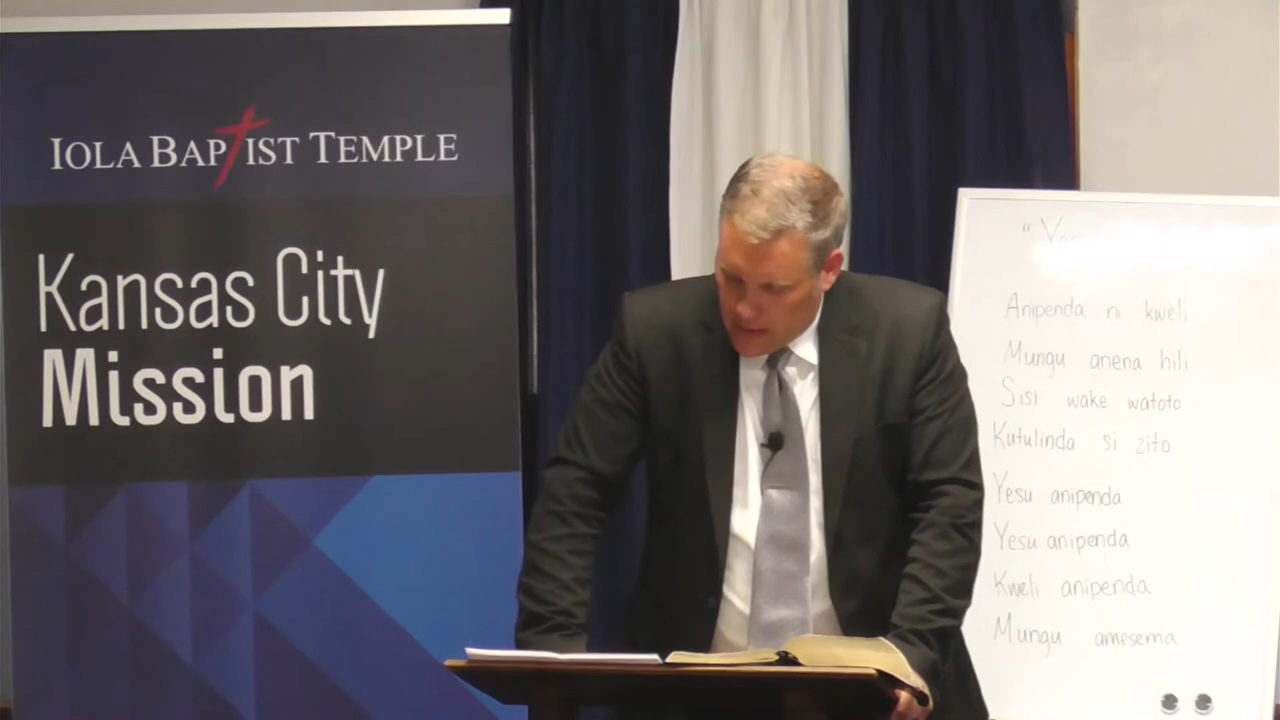 IOLA BAPTIST TEMPLE
Kansas City
Mission
Anipenda ni kweli
Mungu anena hili
Sisi wake watoto
Kutulinda si zito
Yesu anipenda
Yesu anipenda
Kweli anipenda
Mungu amesema